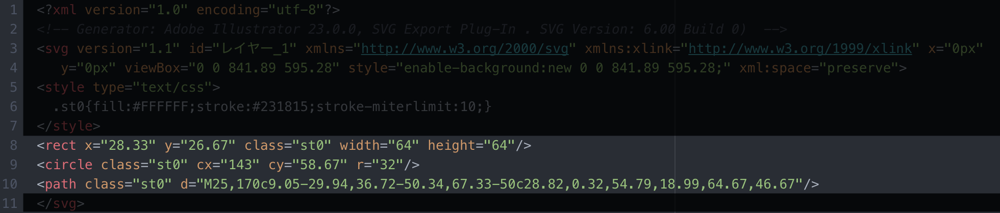 1 <?xml version="1.0" encoding="utf-8"?>
2 <!-- Generator: Adobe Illustrator 23.0.0, SVG Export Plug-In . SVG Version: 6.00 Build 0)  -->
3 <svg version="1.1" id="レイヤー_1" xmlns="http://www.w3.org/2000/svg" xmlns:xlink="http://www.w3.org/1999/xlink" x="0px"
4    y="0px" viewBox="0 0 841.89 595.28" style="enable-background:new 0 0 841.89 595.28;" xml:space="preserve">
5 <style type="text/css">
6   .st0{fill:#FFFFFF;stroke:#231815;stroke-miterlimit:10;}
7 </style>
8 <rect x="28.33" y="26.67" class="st0" width="64" height="64"/>
9 <circle class="st0" cx="143" cy="58.67" r="32"/>
10 <path class="st0" d="M25,170c9.05-29.94,36.72-50.34,67.33-50c28.82,0.32,54.79,18.99,64.67,46.67"/>
11 </svg>